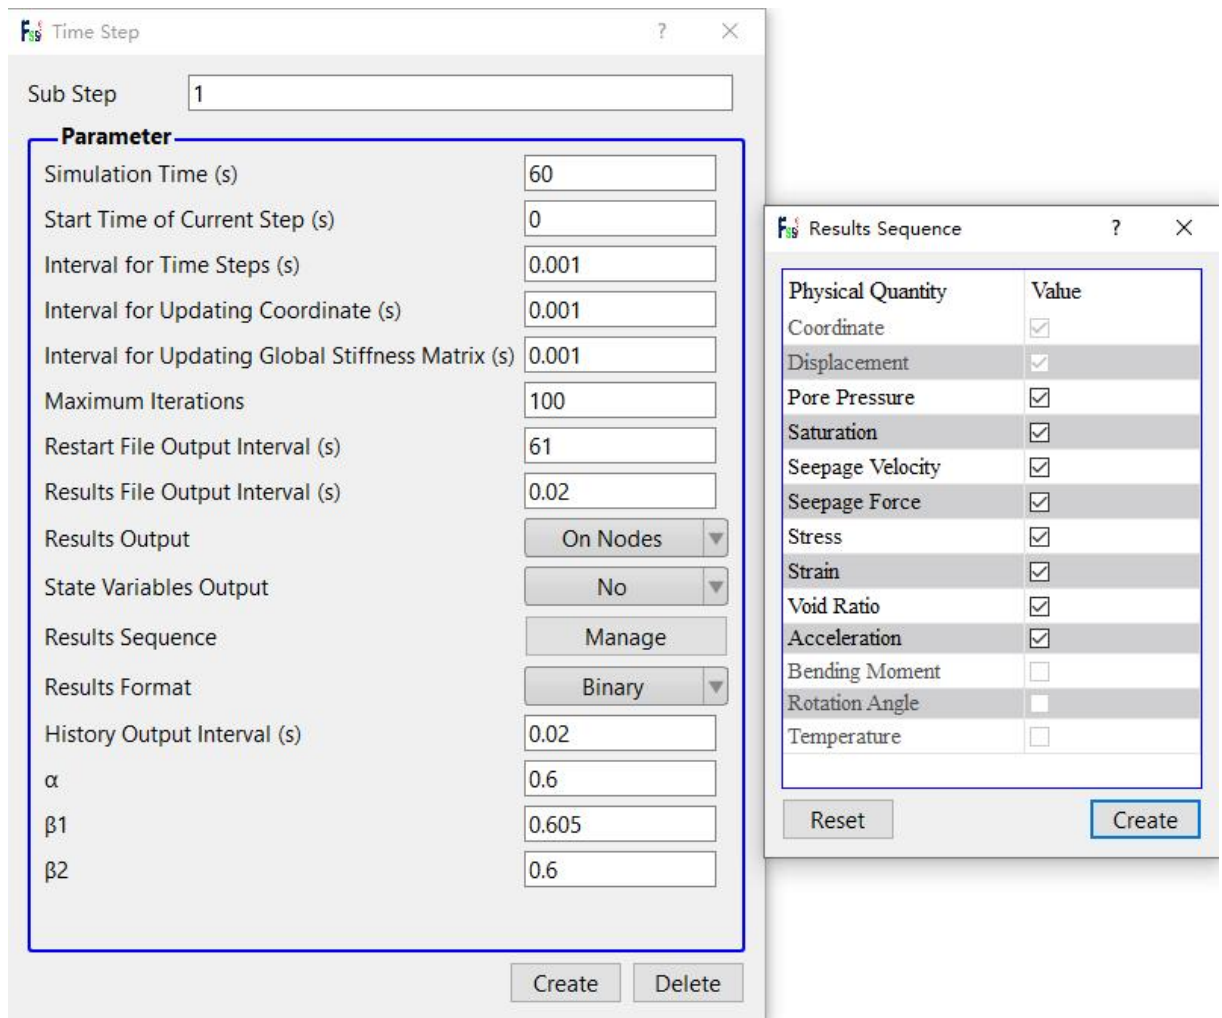 Fssi Time Step ?
Sub Step 1
Parameter
Simulation Time (s) 60
Start Time of Current Step (s) 0
Interval for Time Steps (s) 0.001
Interval for Updating Coordinate (s) 0.001
Interval for Updating Global Stiffness Matrix (s) 0.001
Maximum Iterations 100
Restart File Output Interval (s) 61
Results File Output Interval (s) 0.02
Results Output On Nodes
State Variables Output No
Results Sequence Manage
Results Format Binary
History Output Interval (s) 0.02
α 0.6
β1 0.605
β2 0.6
Create Delete
Fssi Results Sequence ?
Physical Quantity Value
Coordinate
Displacement
Pore Pressure
Saturation
Seepage Velocity
Seepage Force
Stress
Strain
Void Ratio
Acceleration
Bending Moment
Rotation Angle
Temperature
Reset Create